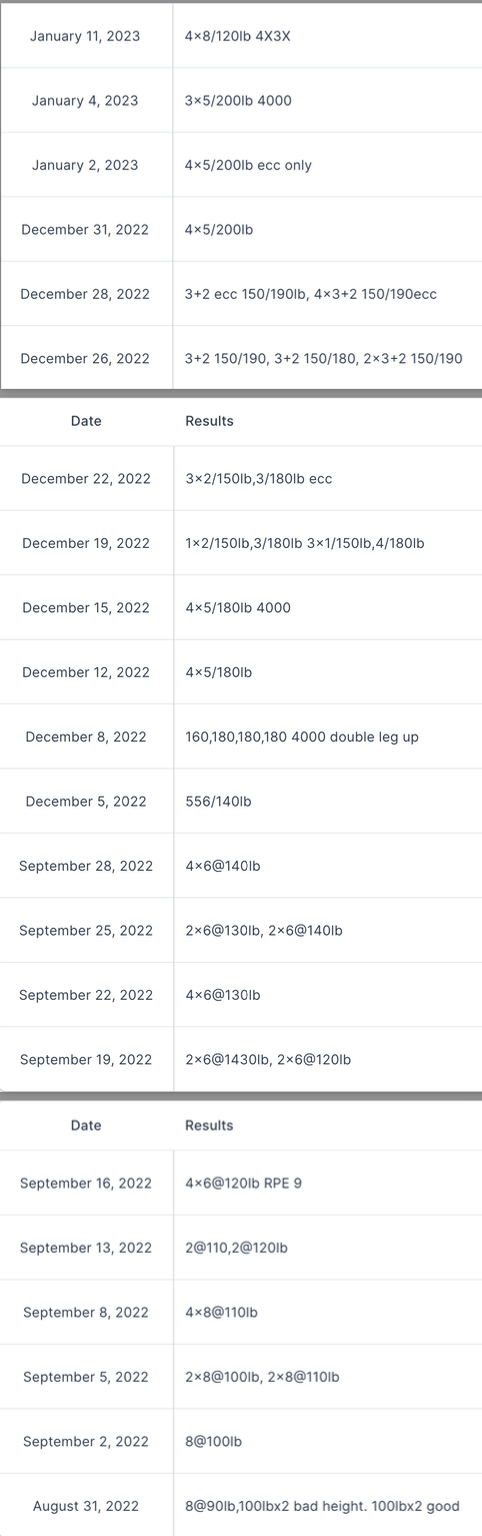 January 11, 2023 4×8/120lb 4X3X
January 4, 2023 3×5/200lb 4000
January 2, 2023 4×5/200lb ecc only
December 31, 2022 4×5/200lb
December 28, 2022 3+2 ecc 150/190lb, 4×3+2 150/190ecc
December 26, 2022 3+2 150/190, 3+2 150/180, 2×3+2 150/190
Date Results
December 22, 2022 3×2/150lb,3/180lb ecc
December 19, 2022 1×2/150lb,3/180lb 3×1/150lb,4/180lb
December 15, 2022 4×5/180lb 4000
December 12, 2022 4×5/180lb
December 8, 2022 160,180,180,180 4000 double leg up
December 5, 2022 556/140lb
September 28, 2022 4×6@140lb
September 25, 2022 2×6@130lb, 2×6@140lb
September 22, 2022 4×6@130lb
September 19, 2022 2×6@1430lb, 2×6@120lb
Date Results
September 16, 2022 4×6@120lb RPE 9
September 13, 2022 2@110,2@120lb
September 8, 2022 4×8@110lb
September 5, 2022 2×8@100lb, 2×8@110lb
September 2, 2022 8@100lb
August 31, 2022 8@90lb,100lbx2 bad height. 100lbx2 good